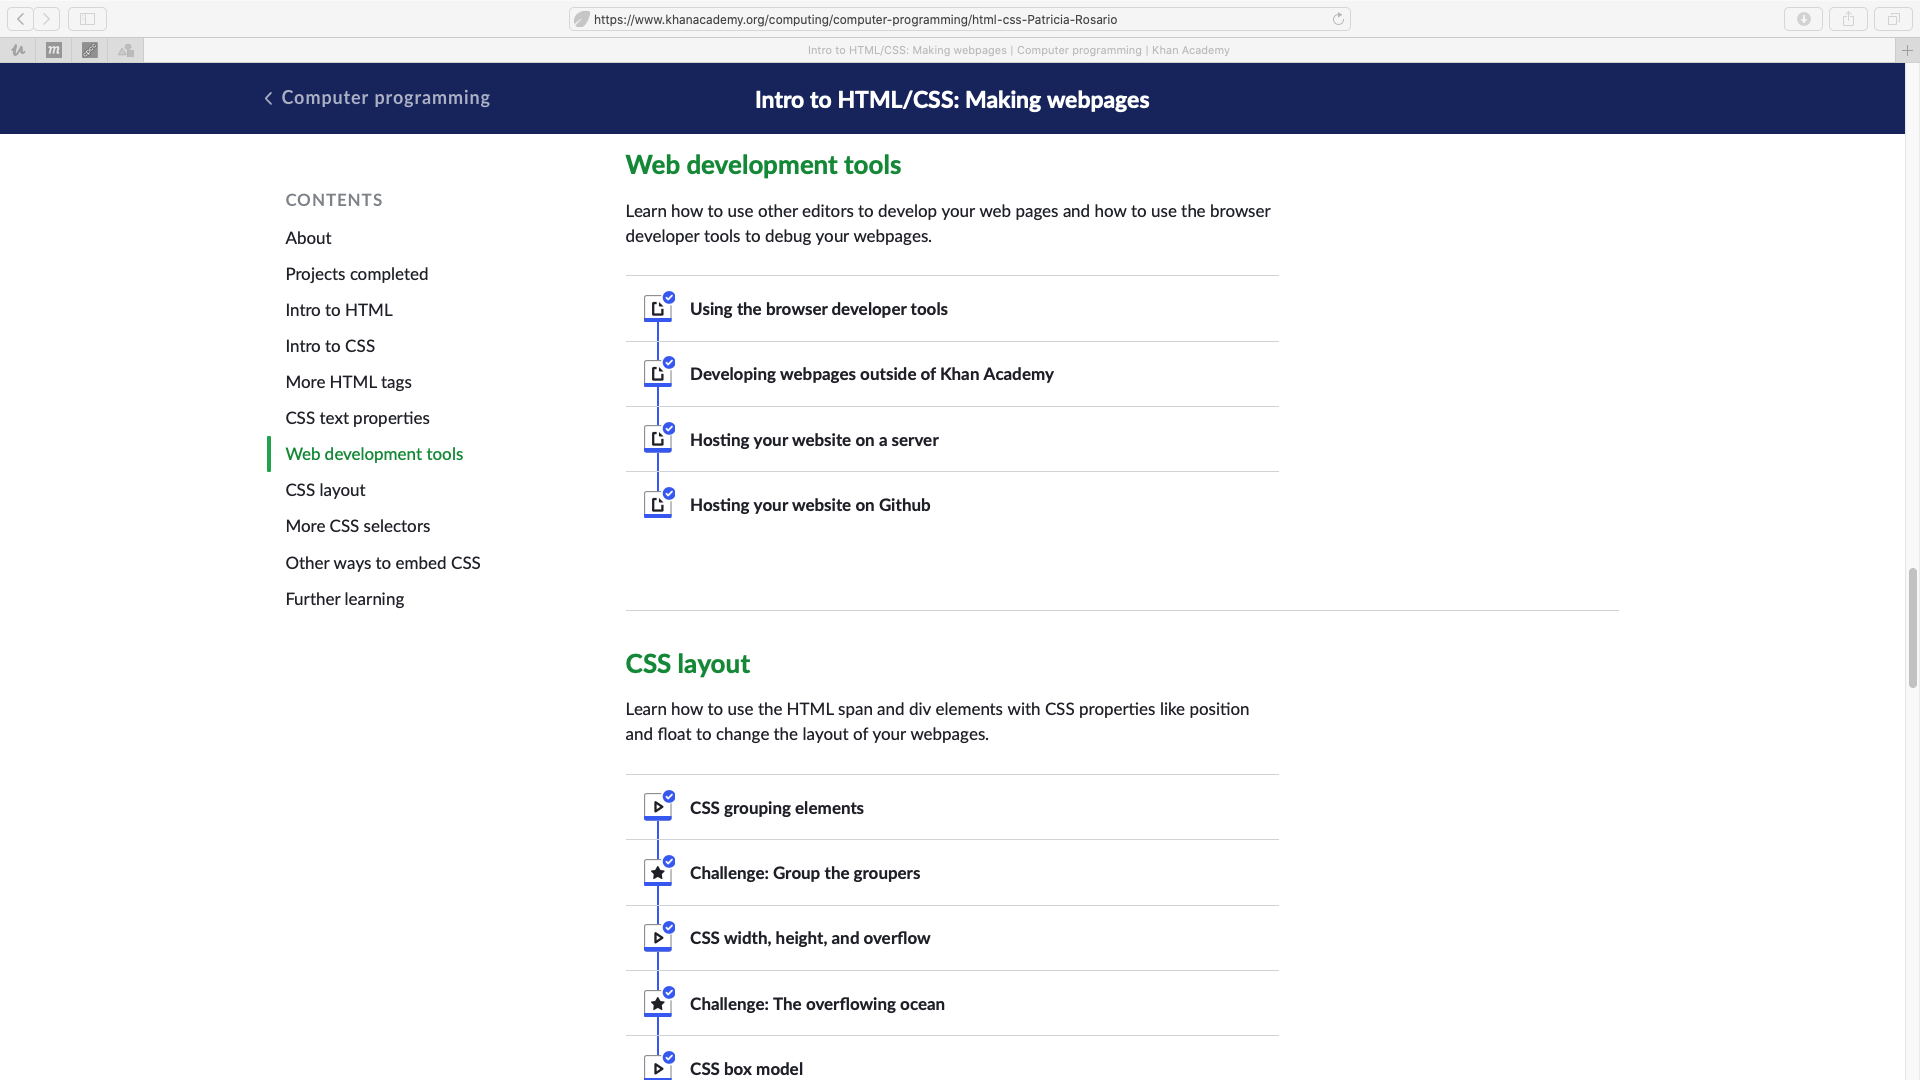 https://www.khanacademy.org/computing/computer-programming/html-css-Patricia-Rosario
m
Intro to HTML/CSS: Making webpages | Computer programming | Khan Academy
Computer programming
Intro to HTML/CSS: Making webpages
CONTENTS
About
Projects completed
Intro to HTML
Intro to CSS
More HTML tags
CSS text properties
Web development tools
CSS layout
More CSS selectors
Other ways to embed CSS
Further learning
Web development tools
Learn how to use other editors to develop your web pages and how to use the browser
developer tools to debug your webpages.
Using the browser developer tools
Developing webpages outside of Khan Academy
Hosting your website on a server
Hosting your website on Github
CSS layout
Learn how to use the HTML span and div elements with CSS properties like position
and float to change the layout of your webpages.
CSS grouping elements
Challenge: Group the groupers
CSS width, height, and overflow
Challenge: The overflowing ocean
CSS box model